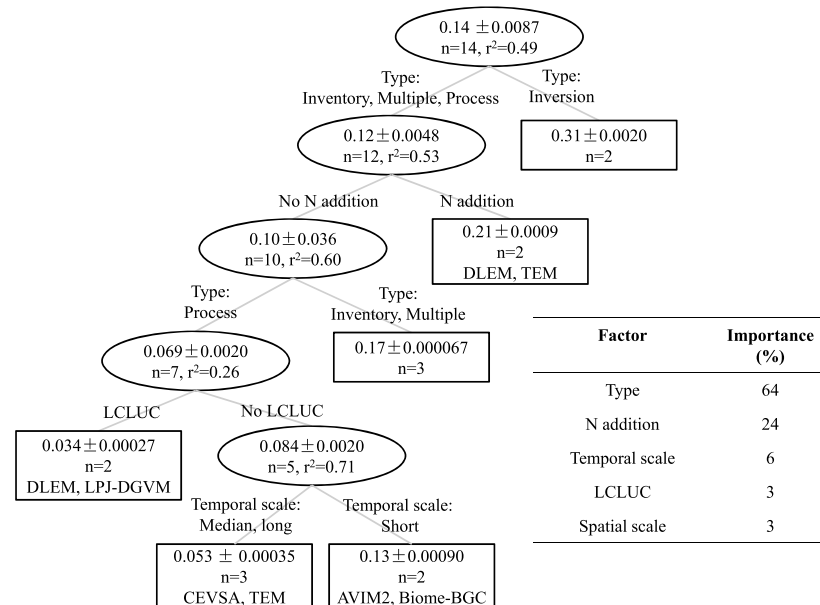 0.14 ±0.0087
n=14, r²=0.49
Type:
Inventory, Multiple, Process
Type:
Inversion
0.12±0.0048
n=12, r²=0.53
0.31±0.0020
n=2
No N addition
N addition
0.10±0.036
n=10, r²=0.60
0.21±0.0009
n=2
DLEM, TEM
Type:
Process
Type:
Inventory, Multiple
0.069±0.0020
n=7, r²=0.26
0.17±0.000067
n=3
LCLUC
No LCLUC
0.034±0.00027
n=2
DLEM, LPJ-DGVM
0.084±0.0020
n=5, r²=0.71
Temporal scale:
Median, long
Temporal scale:
Short
0.053 ± 0.00035
n=3
CEVSA, TEM
0.13±0.00090
n=2
AVIM2, Biome-BGC
Factor Importance
(%)
Type 64
N addition 24
Temporal scale 6
LCLUC 3
Spatial scale 3